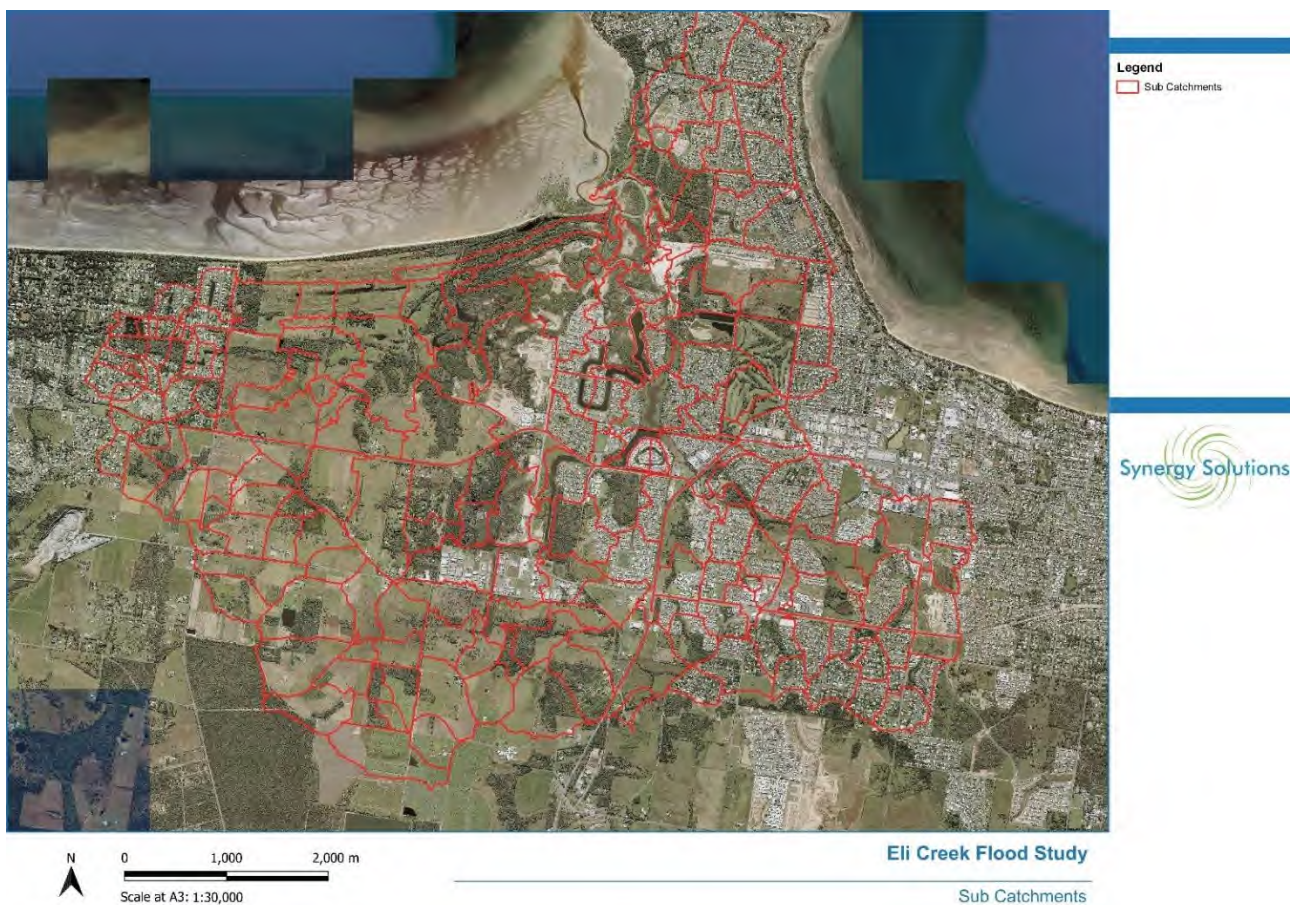 Legend
Sub Catchments
Synergy Solutions
N
0 1,000 2,000 m
Scale at A3: 1:30,000
Eli Creek Flood Study
Sub Catchments